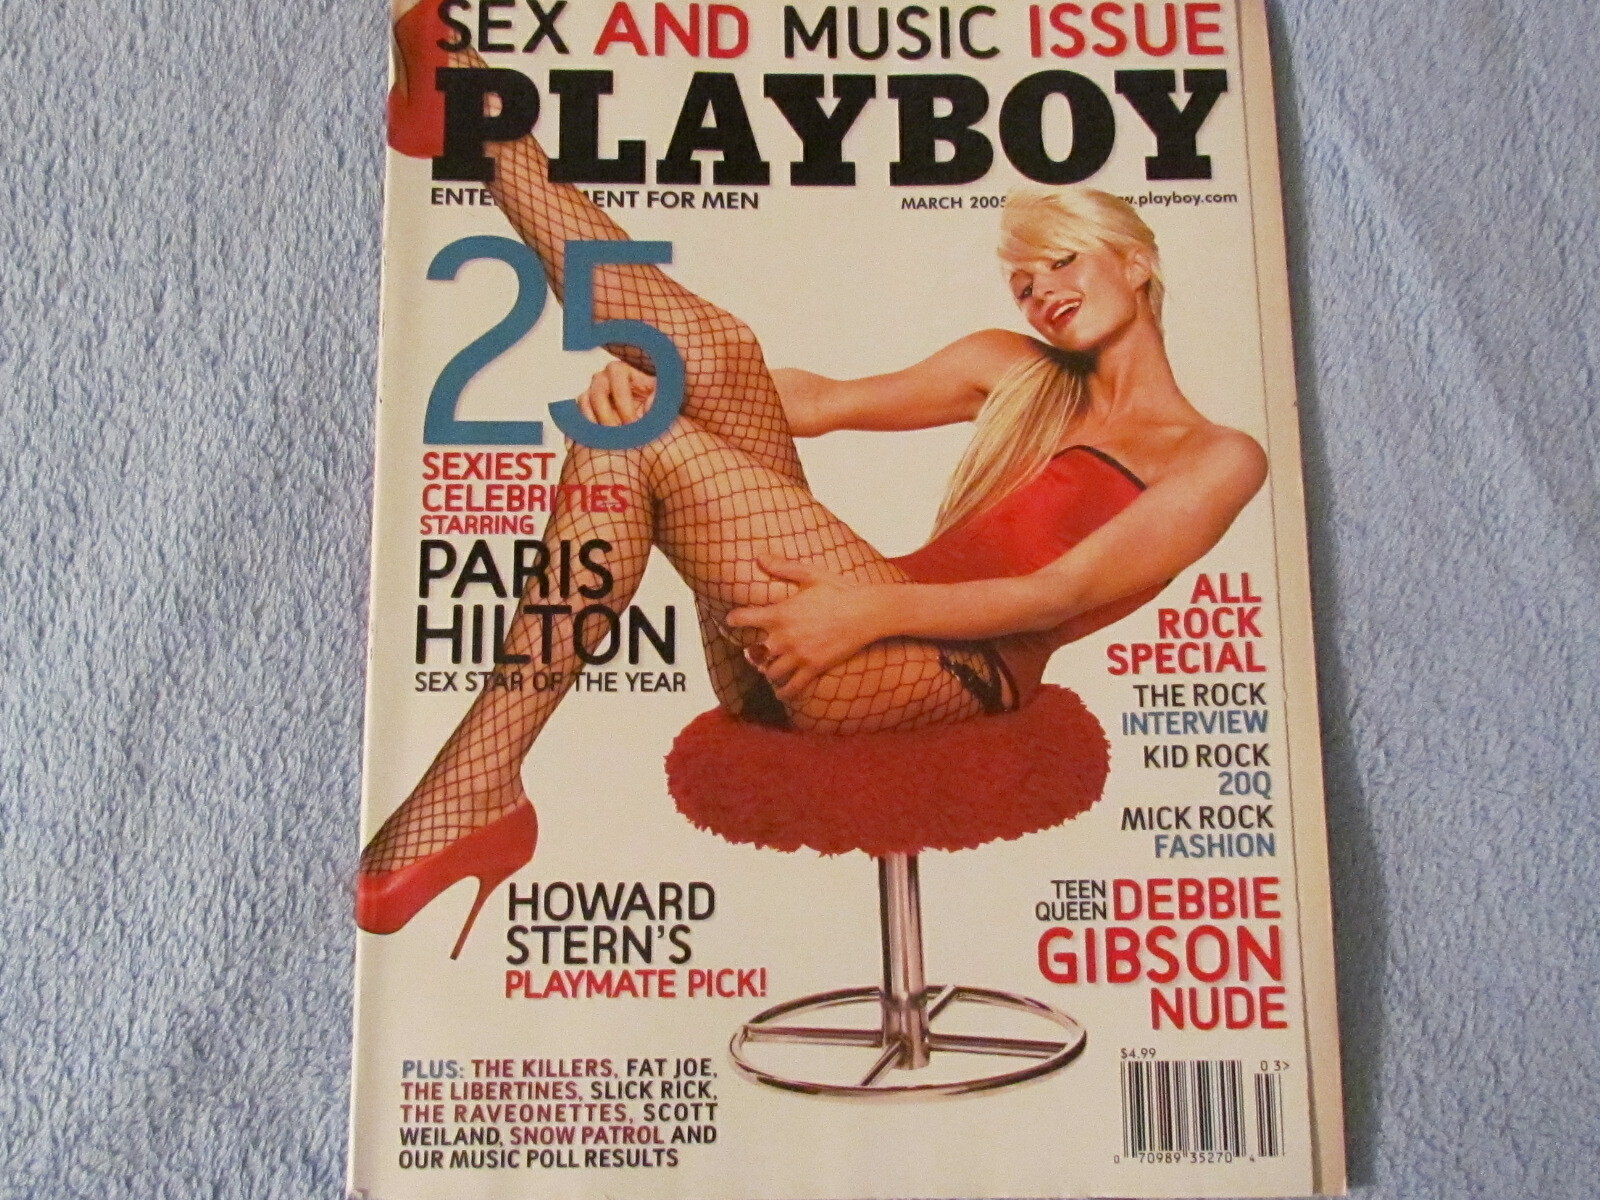 SEX AND MUSIC ISSUE
PLAYBOY
ENTE MENT FOR MEN
MARCH 2005
w.playboy.com
25
SEXIEST
CELEBRITIES
STARRING
PARIS
HILTON
SEX STAR OF THE YEAR
ALL
ROCK
SPECIAL
THE ROCK
INTERVIEW
KID ROCK
20Q
MICK ROCK
FASHION
HOWARD
STERN'S
PLAYMATE PICK!
TEEN
QUEEN DEBBIE
GIBSON
NUDE
PLUS: THE KILLERS, FAT JOE,
THE LIBERTINES, SLICK RICK,
THE RAVEONETTES, SCOTT
WEILAND, SNOW PATROL AND
OUR MUSIC POLL RESULTS
$4.99
03>
0 70989 35270 4